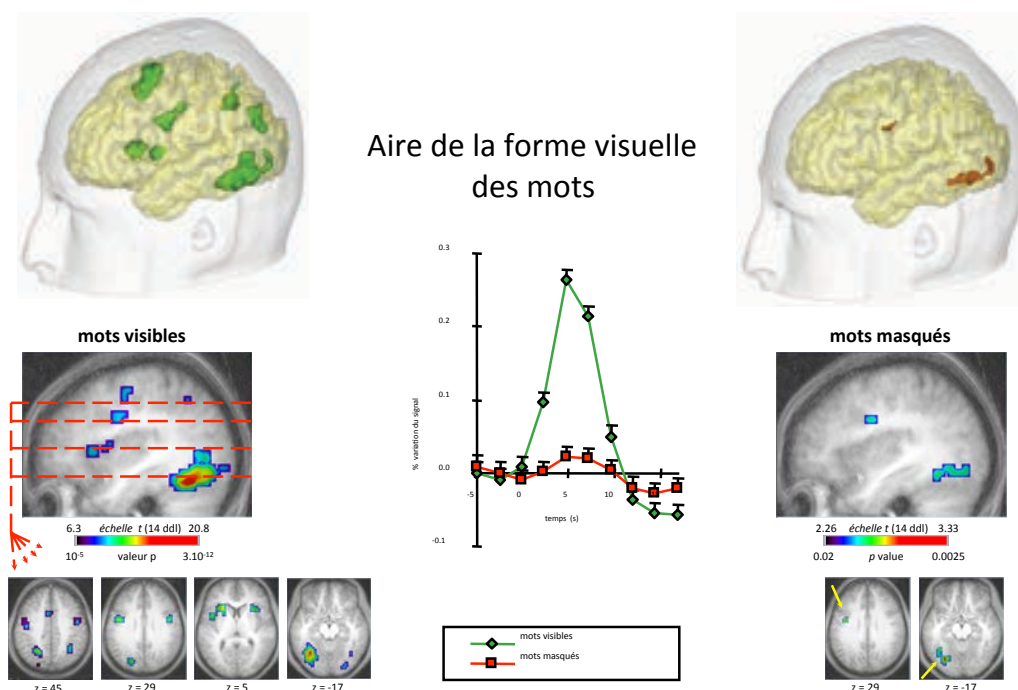 Aire de la forme visuelle
des mots
mots visibles
6.3 échelle t (14 ddl) 20.8
10-5 valeur p 3.10-12
z = 45
z = 29
z = 5
z = -17
0.3
0.2
0.1
0.0
-0.1
% variation du signal
-5
0
5
10
temps (s)
mots visibles
mots masqués
mots masqués
2.26 échelle t (14 ddl) 3.33
0.02 p value 0.0025
z = 29
z = -17